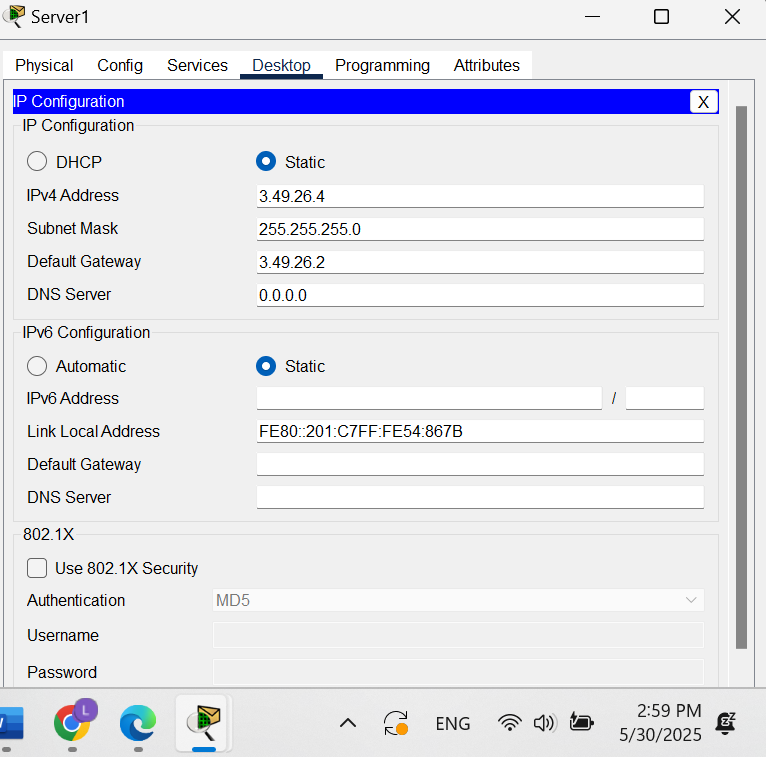 Server1
Physical Config Services Desktop Programming Attributes
IP Configuration
X
IP Configuration
DHCP
Static
IPv4 Address
3.49.26.4
Subnet Mask
255.255.255.0
Default Gateway
3.49.26.2
DNS Server
0.0.0.0
IPv6 Configuration
Automatic
Static
IPv6 Address
/
Link Local Address
FE80::201:C7FF:FE54:867B
Default Gateway
DNS Server
802.1X
Use 802.1X Security
Authentication
MD5
Username
Password
L
ENG
2:59 PM
5/30/2025